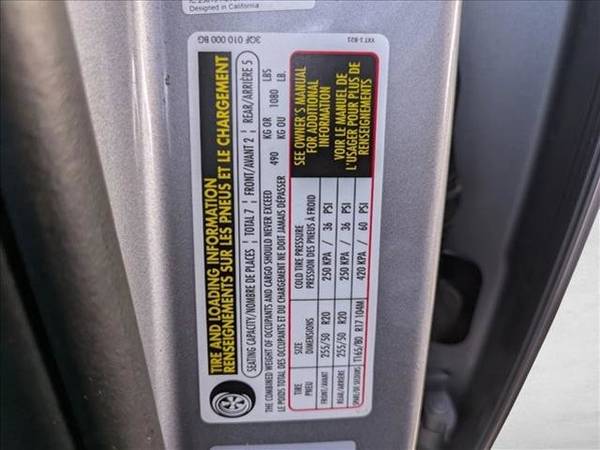 Designed in California
3QF 010 000 BG
TIRE AND LOADING INFORMATION
RENSEIGNEMENTS SUR LES PNEUS ET LE CHARGEMENT
SEATING CAPACITY/NOMBRE DE PLACES | TOTAL 7 | FRONT/AVANT 2 | REAR/ARRIÈRE 5
THE COMBINED WEIGHT OF OCCUPANTS AND CARGO SHOULD NEVER EXCEED 490 KG OR 1080 LBS
LE POIDS TOTAL DES OCCUPANTS ET DU CHARGEMENT NE DOIT JAMAIS DÉPASSER KG OU LB.
TIRE SIZE COLD TIRE PRESSURE
PNEU DIMENSIONS PRESSION DES PNEUS À FROID
FRONT/AVANT 255/50 R20 250 KPA / 36 PSI
REAR/ARRIÈRE 255/50 R20 250 KPA / 36 PSI
SPARE/DE SECOURS T165/80 R17 104M 420 KPA / 60 PSI
SEE OWNER'S MANUAL
FOR ADDITIONAL
INFORMATION
VOIR LE MANUEL DE
L'USAGER POUR PLUS DE
RENSEIGNEMENTS